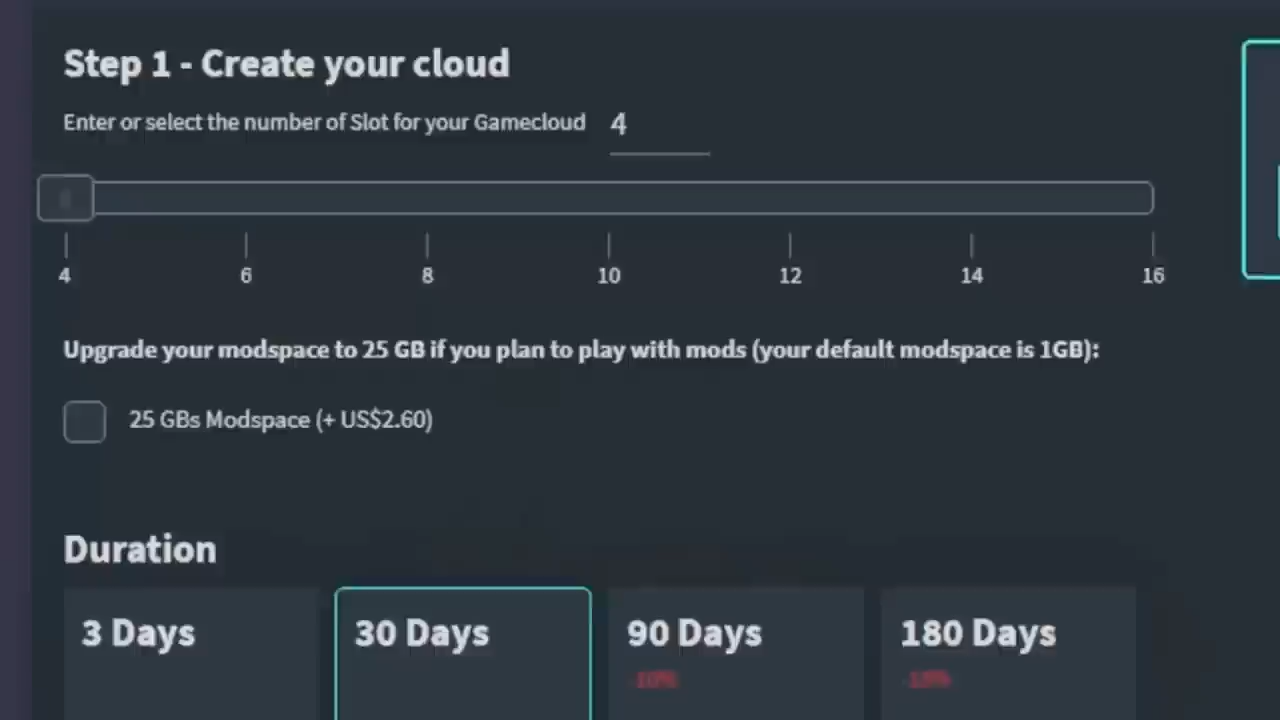 Step 1 - Create your cloud
Enter or select the number of Slot for your Gamecloud 4
4 6 8 10 12 14 16
Upgrade your modspace to 25 GB if you plan to play with mods (your default modspace is 1GB):
25 GBs Modspace (+ US$2.60)
Duration
3 Days 30 Days 90 Days 180 Days
-10%